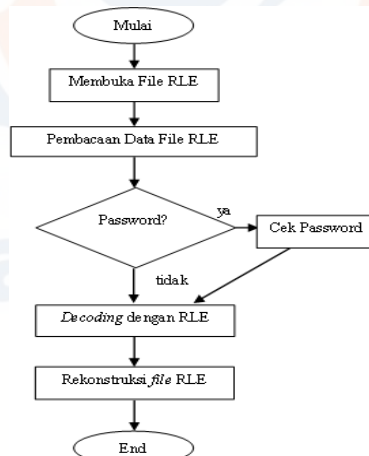 Mulai
Membuka File RLE
Pembacaan Data File RLE
Password?
ya
Cek Password
tidak
Decoding dengan RLE
Rekonstruksi file RLE
End